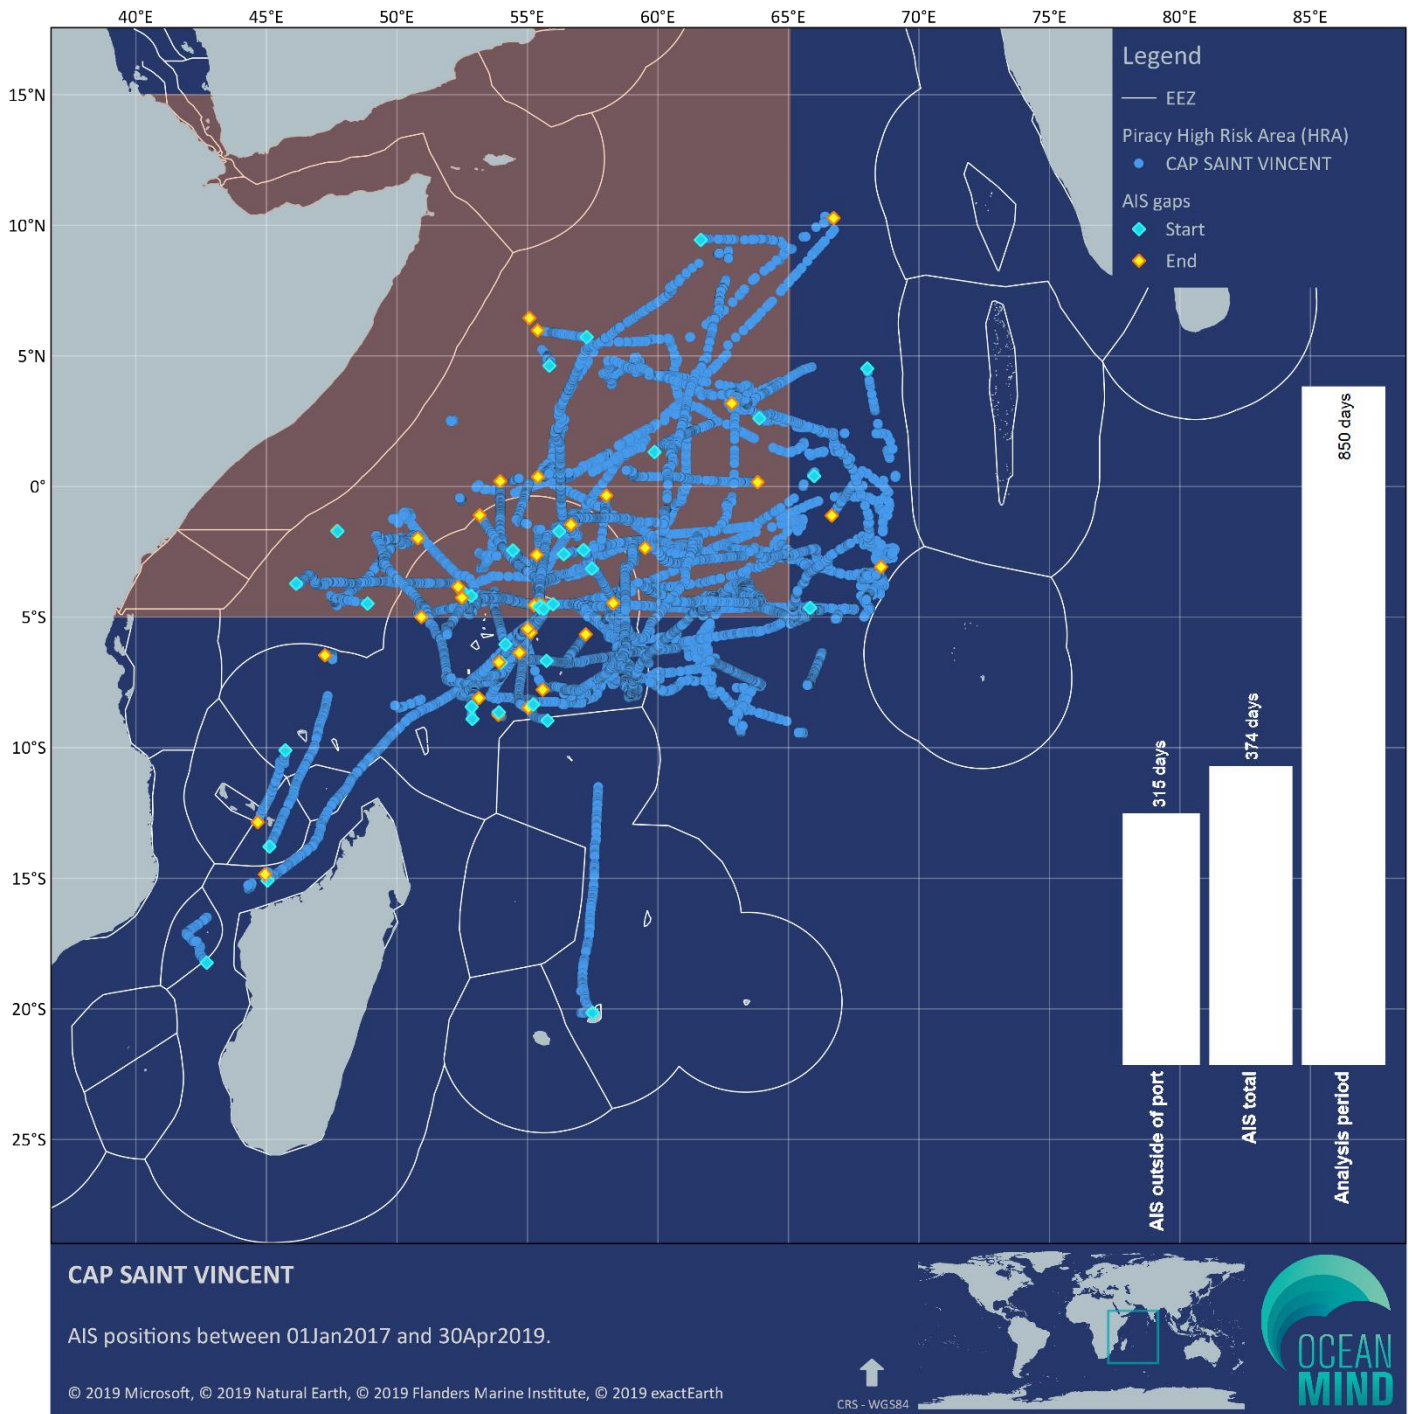 40°E 45°E 50°E 55°E 60°E 65°E 70°E 75°E 80°E 85°E
Legend
EEZ
Piracy High Risk Area (HRA)
CAP SAINT VINCENT
AIS gaps
Start
End
15°N
10°N
5°N
0°
5°S
10°S
15°S
20°S
25°S
315 days
374 days
850 days
AIS outside of port
AIS total
Analysis period
CAP SAINT VINCENT
AIS positions between 01Jan2017 and 30Apr2019.
© 2019 Microsoft, © 2019 Natural Earth, © 2019 Flanders Marine Institute, © 2019 exactEarth
CRS - WGS84
OCEAN
MIND